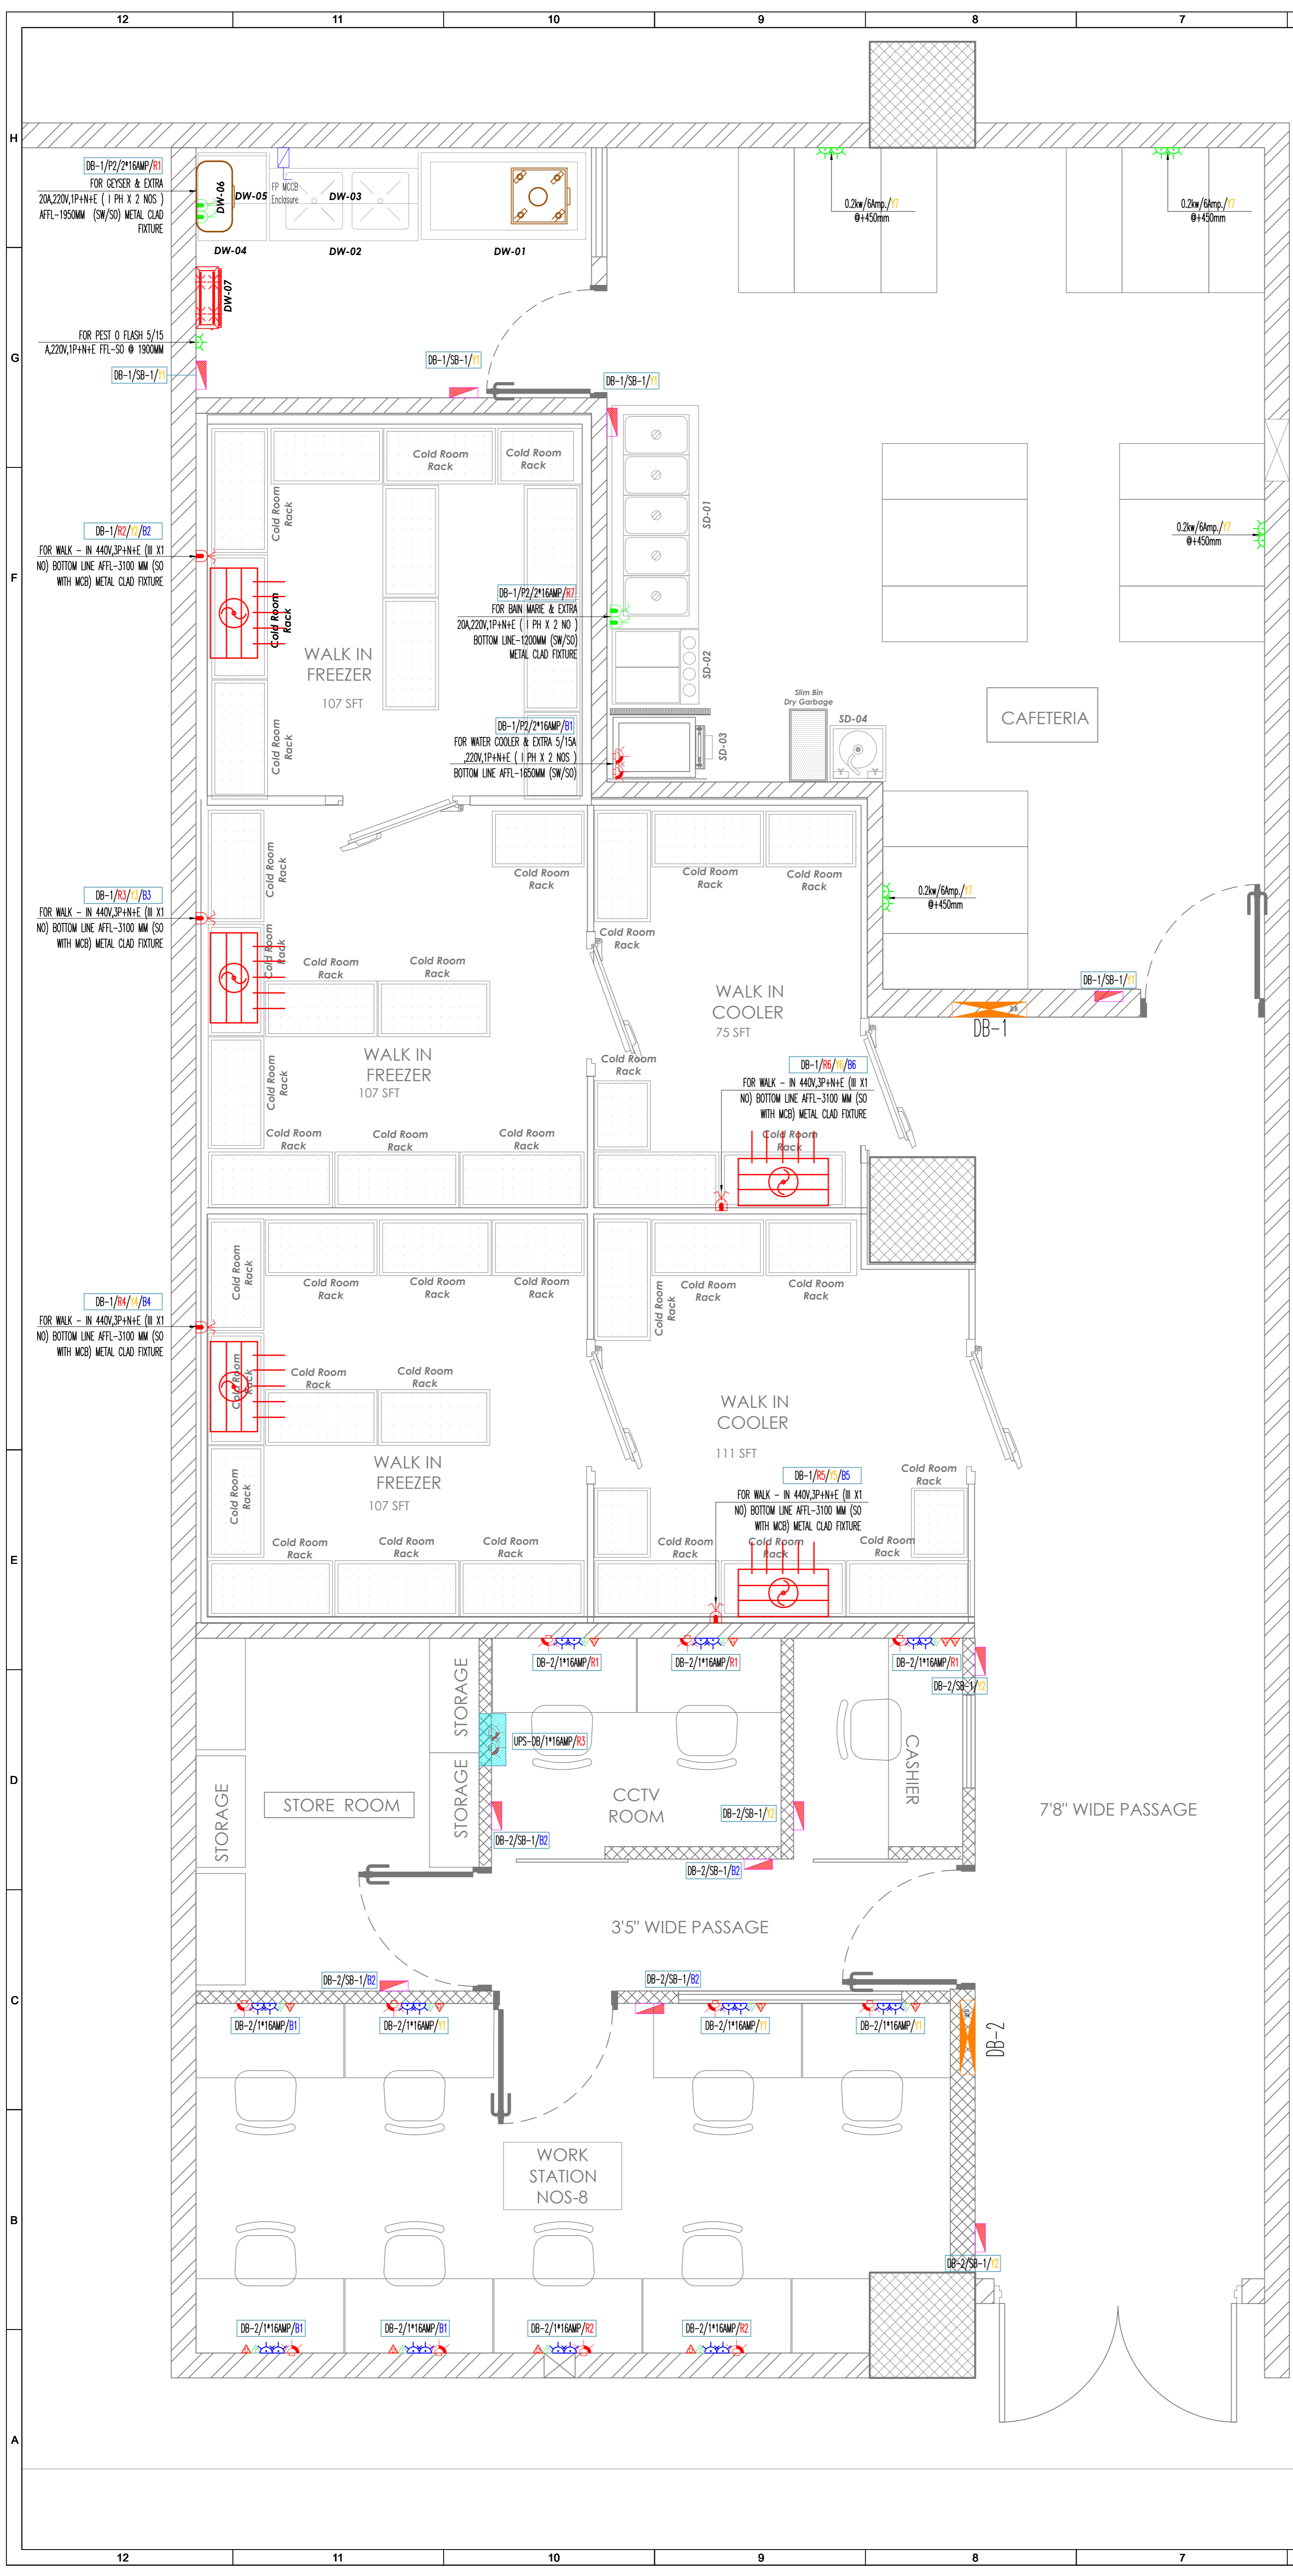 12 11 10 9 8 7
H
DB-1/P2/2*16AMP/R1
FOR GEYSER & EXTRA
20A,220V,1P+N+E ( I PH X 2 NOS )
AFFL-1950MM (SW/SO) METAL CLAD
FIXTURE
DW-06
DW-05
FP MCCB
Enclosure
DW-03
DW-04
DW-02
DW-01
0.2kw/6Amp./Y7
@+450mm
0.2kw/6Amp./Y7
@+450mm
DW-07
G
FOR PEST O FLASH 5/15
A,220V,1P+N+E FFL-SO @ 1900MM
DB-1/SB-1/Y1
DB-1/SB-1/Y1
DB-1/SB-1/Y1
Cold Room
Rack
Cold Room
Rack
Cold Room
Rack
SD-01
F
DB-1/R2/Y2/B2
FOR WALK - IN 440V,3P+N+E (III X1
NO) BOTTOM LINE AFFL-3100 MM (SO
WITH MCB) METAL CLAD FIXTURE
0.2kw/6Amp./Y7
@+450mm
Cold Room
Rack
WALK IN
FREEZER
107 SFT
DB-1/P2/2*16AMP/R7
FOR BAIN MARIE & EXTRA
20A,220V,1P+N+E ( I PH X 2 NO )
BOTTOM LINE-1200MM (SW/SO)
METAL CLAD FIXTURE
SD-02
Cold Room
Rack
DB-1/P2/2*16AMP/B1
FOR WATER COOLER & EXTRA 5/15A
,220V,1P+N+E ( I PH X 2 NOS )
BOTTOM LINE AFFL-1650MM (SW/SO)
SD-03
Slim Bin
Dry Garbage
SD-04
CAFETERIA
Cold Room
Rack
Cold Room
Rack
Cold Room
Rack
Cold Room
Rack
DB-1/R3/Y3/B3
FOR WALK - IN 440V,3P+N+E (III X1
NO) BOTTOM LINE AFFL-3100 MM (SO
WITH MCB) METAL CLAD FIXTURE
0.2kw/6Amp./Y7
@+450mm
Cold Room
Rack
Cold Room
Rack
Cold Room
Rack
Cold Room
Rack
DB-1/SB-1/Y1
WALK IN
COOLER
75 SFT
DB-1
WALK IN
FREEZER
107 SFT
Cold Room
Rack
Cold Room
Rack
DB-1/R6/Y6/B6
FOR WALK - IN 440V,3P+N+E (III X1
NO) BOTTOM LINE AFFL-3100 MM (SO
WITH MCB) METAL CLAD FIXTURE
Cold Room
Rack
Cold Room
Rack
Cold Room
Rack
Cold Room
Rack
Cold Room
Rack
Cold Room
Rack
Cold Room
Rack
Cold Room
Rack
Cold Room
Rack
Cold Room
Rack
Cold Room
Rack
DB-1/R4/Y4/B4
FOR WALK - IN 440V,3P+N+E (III X1
NO) BOTTOM LINE AFFL-3100 MM (SO
WITH MCB) METAL CLAD FIXTURE
Cold Room
Rack
Cold Room
Rack
Cold Room
Rack
WALK IN
COOLER
111 SFT
WALK IN
FREEZER
107 SFT
Cold Room
Rack
Cold Room
Rack
DB-1/R5/Y5/B5
FOR WALK - IN 440V,3P+N+E (III X1
NO) BOTTOM LINE AFFL-3100 MM (SO
WITH MCB) METAL CLAD FIXTURE
E
Cold Room
Rack
Cold Room
Rack
Cold Room
Rack
Cold Room
Rack
Cold Room
Rack
Cold Room
Rack
DB-2/1*16AMP/R1
DB-2/1*16AMP/R1
DB-2/1*16AMP/R1
DB-2/SB-1/Y2
STORAGE
UPS-DB/1*16AMP/R3
D
CASHIER
STORE ROOM
STORAGE
STORAGE
CCTV
ROOM
DB-2/SB-1/Y2
7'8" WIDE PASSAGE
DB-2/SB-1/B2
DB-2/SB-1/B2
3'5" WIDE PASSAGE
DB-2/SB-1/B2
DB-2/SB-1/B2
C
DB-2/1*16AMP/B1
DB-2/1*16AMP/Y1
DB-2/1*16AMP/Y1
DB-2/1*16AMP/Y1
DB-2
WORK
STATION
NOS-8
B
DB-2/SB-1/Y2
DB-2/1*16AMP/B1
DB-2/1*16AMP/B1
DB-2/1*16AMP/R2
DB-2/1*16AMP/R2
A
12 11 10 9 8 7